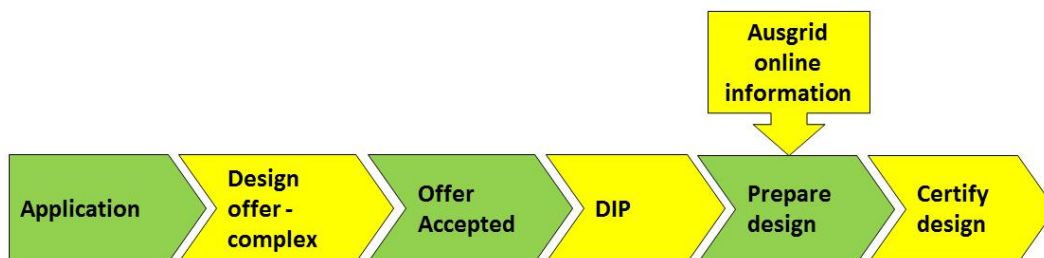 Ausgrid
online
information
Application
Design
offer -
complex
Offer
Accepted
DIP
Prepare
design
Certify
design